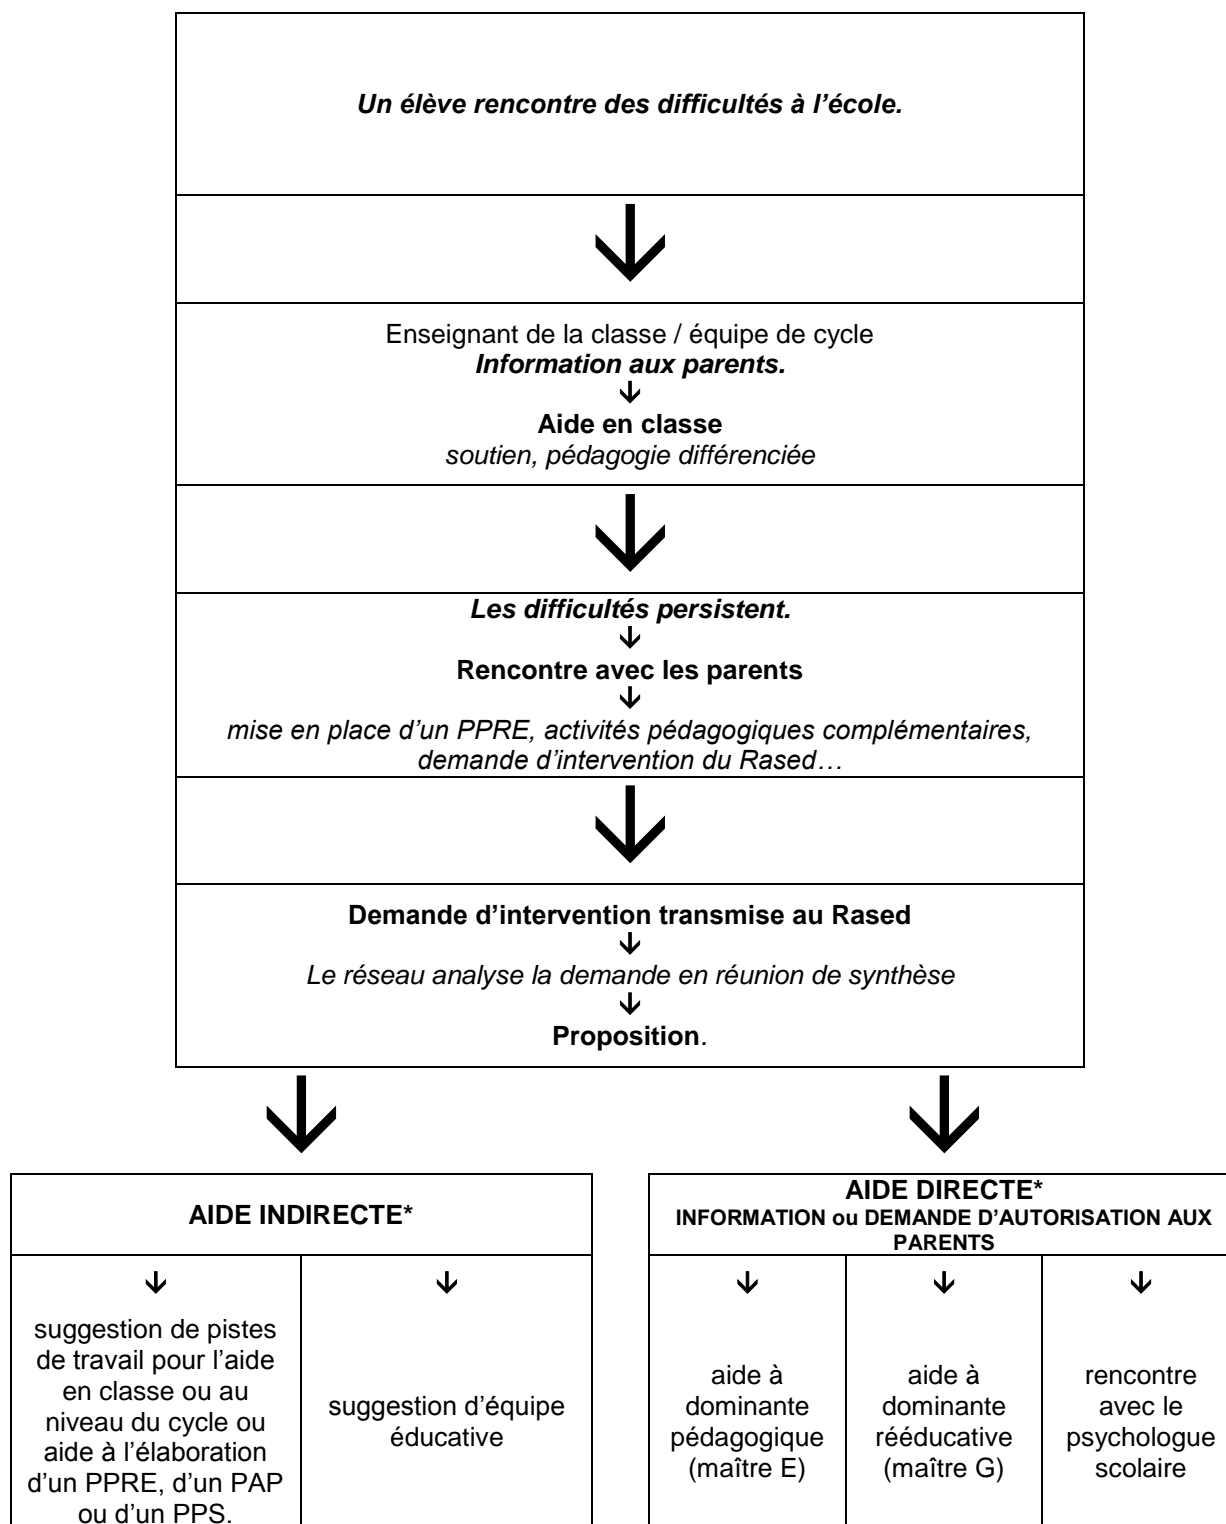 Un élève rencontre des difficultés à l’école.
Enseignant de la classe / équipe de cycle
Information aux parents.
Aide en classe
soutien, pédagogie différenciée
Les difficultés persistent.
Rencontre avec les parents
mise en place d’un PPRE, activités pédagogiques complémentaires,
demande d’intervention du Rased…
Demande d’intervention transmise au Rased
Le réseau analyse la demande en réunion de synthèse
Proposition.
AIDE INDIRECTE*
suggestion de pistes
de travail pour l’aide
en classe ou au
niveau du cycle ou
aide à l’élaboration
d’un PPRE, d’un PAP
ou d’un PPS.
suggestion d’équipe
éducative
AIDE DIRECTE*
INFORMATION ou DEMANDE D’AUTORISATION AUX
PARENTS
aide à
dominante
pédagogique
(maître E)
aide à
dominante
rééducative
(maître G)
rencontre
avec le
psychologue
scolaire